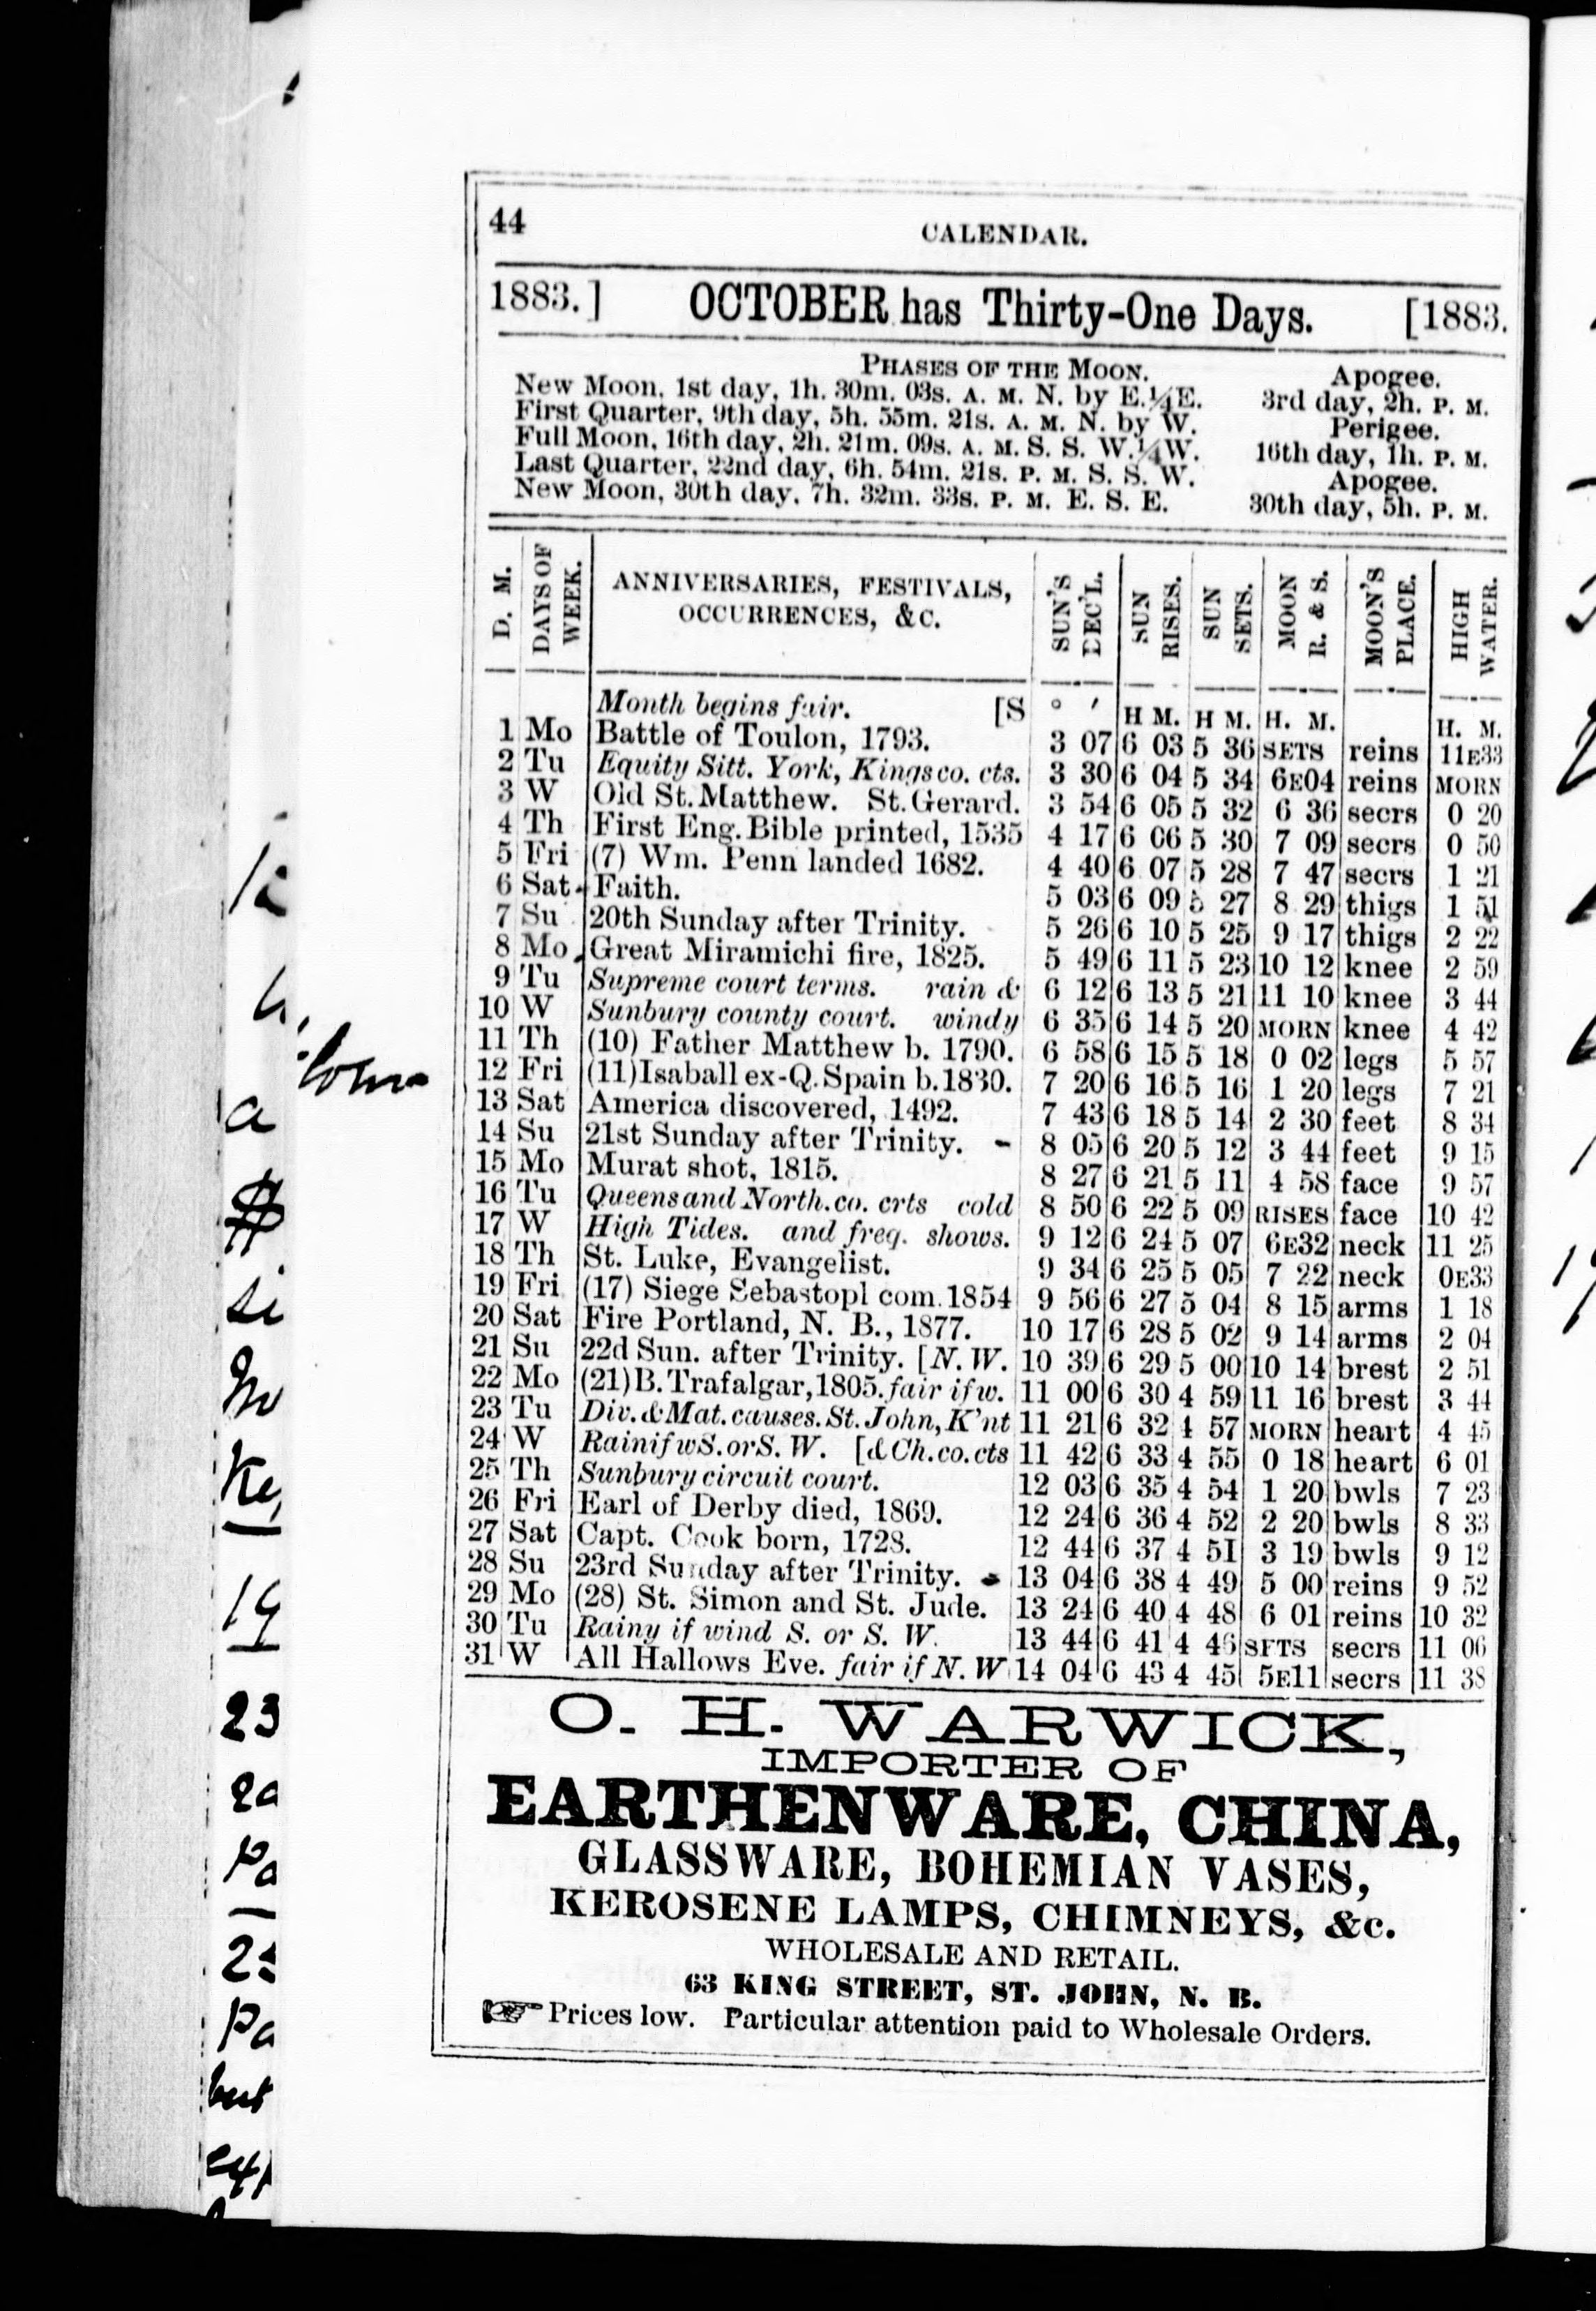 44
CALENDAR.
1883.] OCTOBER has Thirty-One Days. [1883.
PHASES OF THE MOON. Apogee.
New Moon, 1st day, 1h. 30m. 03s. A. M. N. by E.¼E. 3rd day, 2h. P. M.
First Quarter, 9th day, 5h. 55m. 21s. A. M. N. by W. Perigee.
Full Moon, 16th day, 2h. 21m. 09s. A. M. S. S. W.¼W. 16th day, 1h. P. M.
Last Quarter, 22nd day, 6h. 54m. 21s. P. M. S. S. W. Apogee.
New Moon, 30th day, 7h. 32m. 33s. P. M. E. S. E. 30th day, 5h. P. M.
D. M. DAYS OF WEEK. ANNIVERSARIES, FESTIVALS, OCCURRENCES, &C. SUN'S DEC'L. SUN RISES. SUN SETS. MOON R. & S. MOON'S PLACE. HIGH WATER.
Month begins fair. [S ° ′ H M. H M. H. M. H. M.
1 Mo Battle of Toulon, 1793. 3 07 6 03 5 36 SETS reins 11E33
2 Tu Equity Sitt. York, Kings co. cts. 3 30 6 04 5 34 6E04 reins MORN
3 W Old St. Matthew. St. Gerard. 3 54 6 05 5 32 6 36 secrs 0 20
4 Th First Eng. Bible printed, 1535 4 17 6 06 5 30 7 09 secrs 0 50
5 Fri (7) Wm. Penn landed 1682. 4 40 6 07 5 28 7 47 secrs 1 21
6 Sat Faith. 5 03 6 09 5 27 8 29 thigs 1 51
7 Su 20th Sunday after Trinity. 5 26 6 10 5 25 9 17 thigs 2 22
8 Mo Great Miramichi fire, 1825. 5 49 6 11 5 23 10 12 knee 2 59
9 Tu Supreme court terms. rain & 6 12 6 13 5 21 11 10 knee 3 44
10 W Sunbury county court. windy 6 35 6 14 5 20 MORN knee 4 42
11 Th (10) Father Matthew b. 1790. 6 58 6 15 5 18 0 02 legs 5 57
12 Fri (11) Isaball ex-Q. Spain b. 1830. 7 20 6 16 5 16 1 20 legs 7 21
13 Sat America discovered, 1492. 7 43 6 18 5 14 2 30 feet 8 34
14 Su 21st Sunday after Trinity. 8 05 6 20 5 12 3 44 feet 9 15
15 Mo Murat shot, 1815. 8 27 6 21 5 11 4 58 face 9 57
16 Tu Queens and North. co. crts cold 8 50 6 22 5 09 RISES face 10 42
17 W High Tides. and freq. shows. 9 12 6 24 5 07 6E32 neck 11 25
18 Th St. Luke, Evangelist. 9 34 6 25 5 05 7 22 neck 0E33
19 Fri (17) Siege Sebastopl com. 1854 9 56 6 27 5 04 8 15 arms 1 18
20 Sat Fire Portland, N. B., 1877. 10 17 6 28 5 02 9 14 arms 2 04
21 Su 22d Sun. after Trinity. [N. W. 10 39 6 29 5 00 10 14 brest 2 51
22 Mo (21) B. Trafalgar, 1805. fair if w. 11 00 6 30 4 59 11 16 brest 3 44
23 Tu Div. & Mat. causes. St. John, K'nt 11 21 6 32 4 57 MORN heart 4 45
24 W Rain if w S. or S. W. [& Ch. co. cts 11 42 6 33 4 55 0 18 heart 6 01
25 Th Sunbury circuit court. 12 03 6 35 4 54 1 20 bwls 7 23
26 Fri Earl of Derby died, 1869. 12 24 6 36 4 52 2 20 bwls 8 33
27 Sat Capt. Cook born, 1728. 12 44 6 37 4 51 3 19 bwls 9 12
28 Su 23rd Sunday after Trinity. 13 04 6 38 4 49 5 00 reins 9 52
29 Mo (28) St. Simon and St. Jude. 13 24 6 40 4 48 6 01 reins 10 32
30 Tu Rainy if wind S. or S. W. 13 44 6 41 4 46 SETS secrs 11 06
31 W All Hallows Eve. fair if N. W 14 04 6 43 4 45 5E11 secrs 11 38
O. H. WARWICK,
IMPORTER OF
EARTHENWARE, CHINA,
GLASSWARE, BOHEMIAN VASES,
KEROSENE LAMPS, CHIMNEYS, &c.
WHOLESALE AND RETAIL.
63 KING STREET, ST. JOHN, N. B.
☞ Prices low. Particular attention paid to Wholesale Orders.
a
$
19
23
but